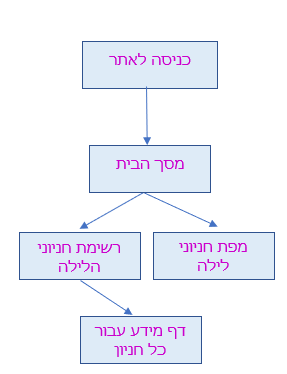 כניסה לאתר
מסך הבית
מפת חניוני
לילה
רשימת חניוני
הלילה
דף מידע עבור
כל חניון